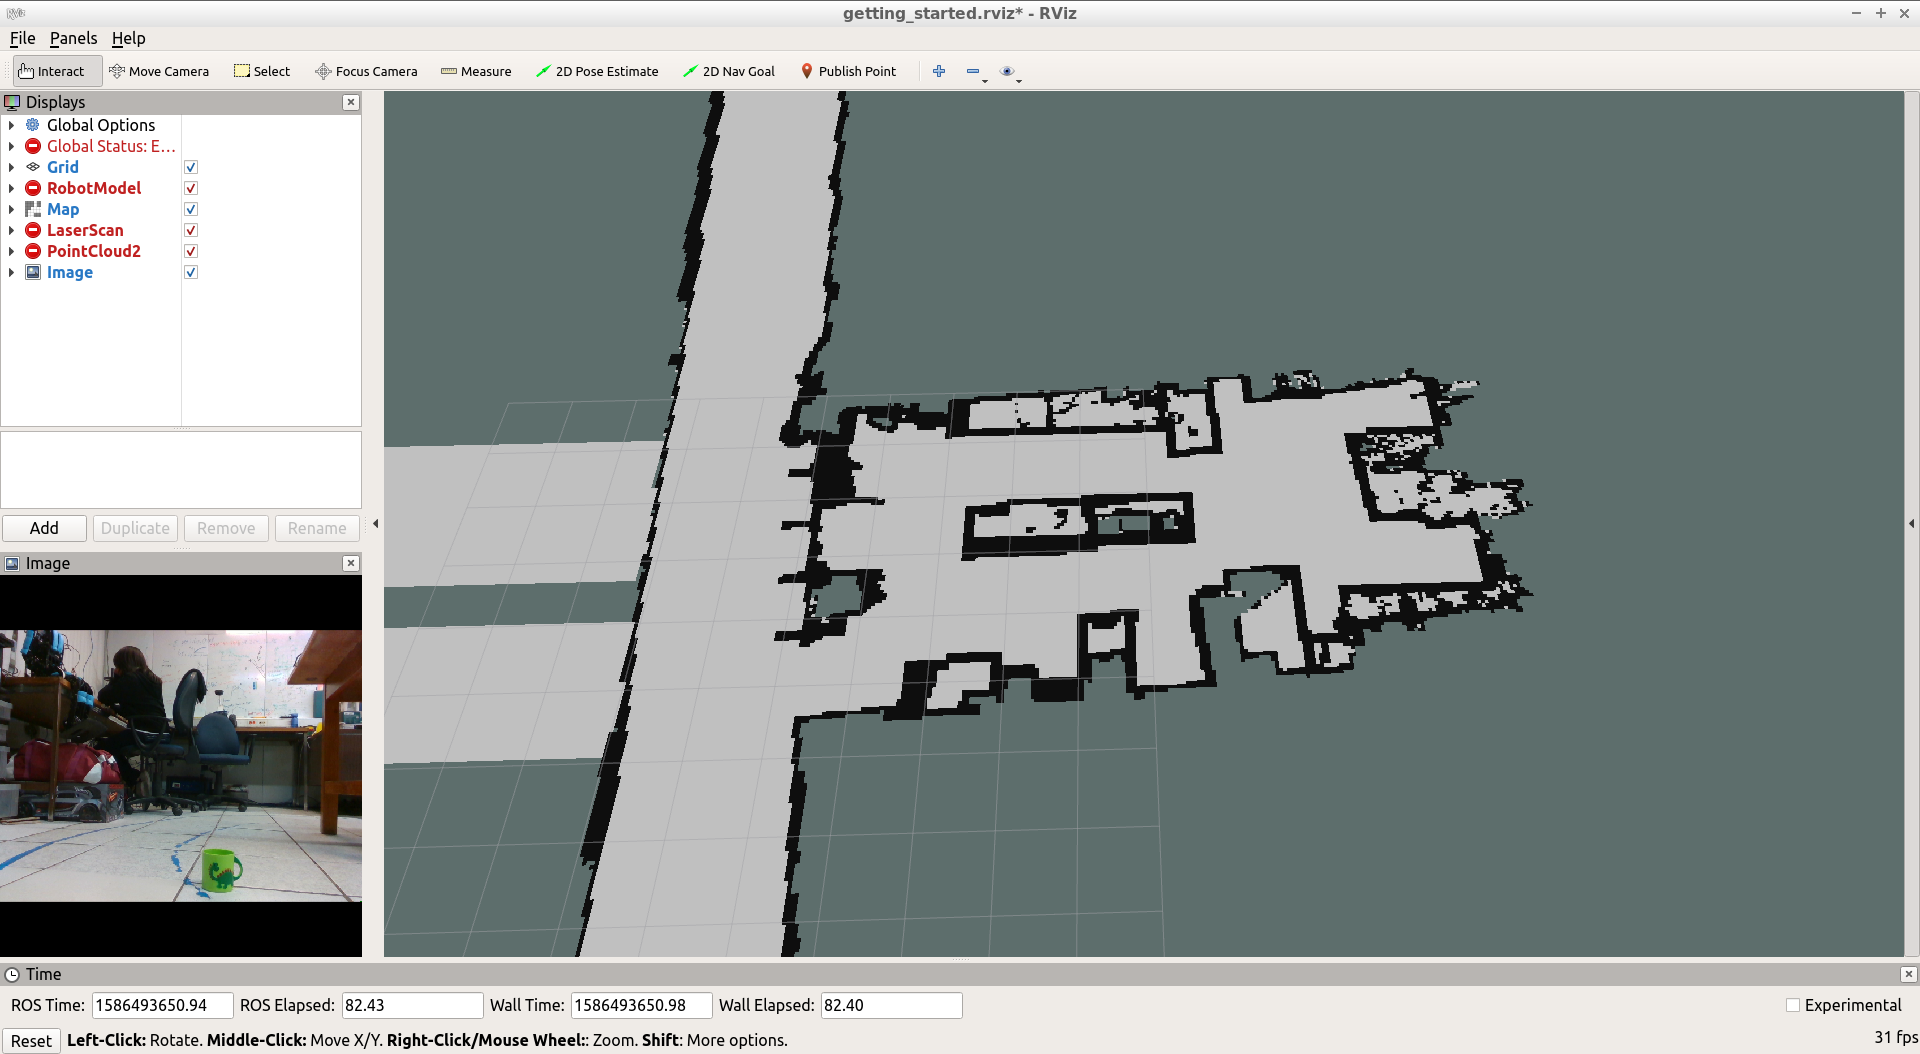 RViz
getting_started.rviz* - RViz
File Panels Help
Interact Move Camera Select Focus Camera Measure 2D Pose Estimate 2D Nav Goal Publish Point
Displays
Global Options
Global Status: E...
Grid
RobotModel
Map
LaserScan
PointCloud2
Image
Add Duplicate Remove Rename
Image
Time
ROS Time: 1586493650.94 ROS Elapsed: 82.43 Wall Time: 1586493650.98 Wall Elapsed: 82.40 Experimental
Reset Left-Click: Rotate. Middle-Click: Move X/Y. Right-Click/Mouse Wheel:: Zoom. Shift: More options. 31 fps